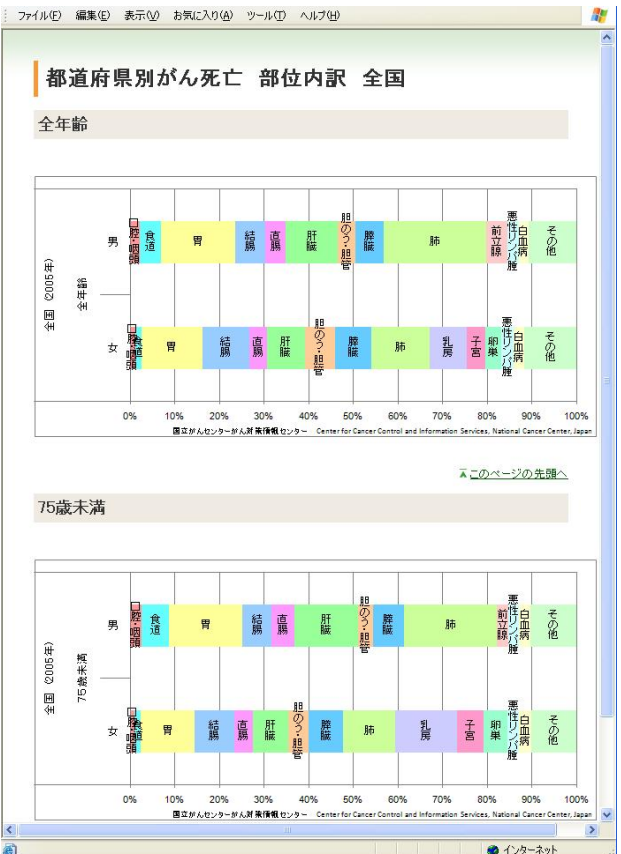 ファイル(F) 編集(E) 表示(V) お気に入り(A) ツール(T) ヘルプ(H)
都道府県別がん死亡 部位内訳 全国
全年齢
全国 (2005年)
全年齢
男
口腔・咽頭
食道
胃
結腸
直腸
肝臓
胆のう・胆管
膵臓
肺
前立腺
悪性リンパ腫
白血病
その他
女
口腔・咽頭
食道
胃
結腸
直腸
肝臓
胆のう・胆管
膵臓
肺
乳房
子宮
卵巣
悪性リンパ腫
白血病
その他
0% 10% 20% 30% 40% 50% 60% 70% 80% 90% 100%
国立がんセンターがん対策情報センター Center for Cancer Control and Information Services, National Cancer Center, Japan
このページの先頭へ
75歳未満
全国 (2005年)
75歳未満
男
口腔・咽頭
食道
胃
結腸
直腸
肝臓
胆のう・胆管
膵臓
肺
前立腺
悪性リンパ腫
白血病
その他
女
口腔・咽頭
食道
胃
結腸
直腸
肝臓
胆のう・胆管
膵臓
肺
乳房
子宮
卵巣
悪性リンパ腫
白血病
その他
0% 10% 20% 30% 40% 50% 60% 70% 80% 90% 100%
国立がんセンターがん対策情報センター Center for Cancer Control and Information Services, National Cancer Center, Japan
インターネット